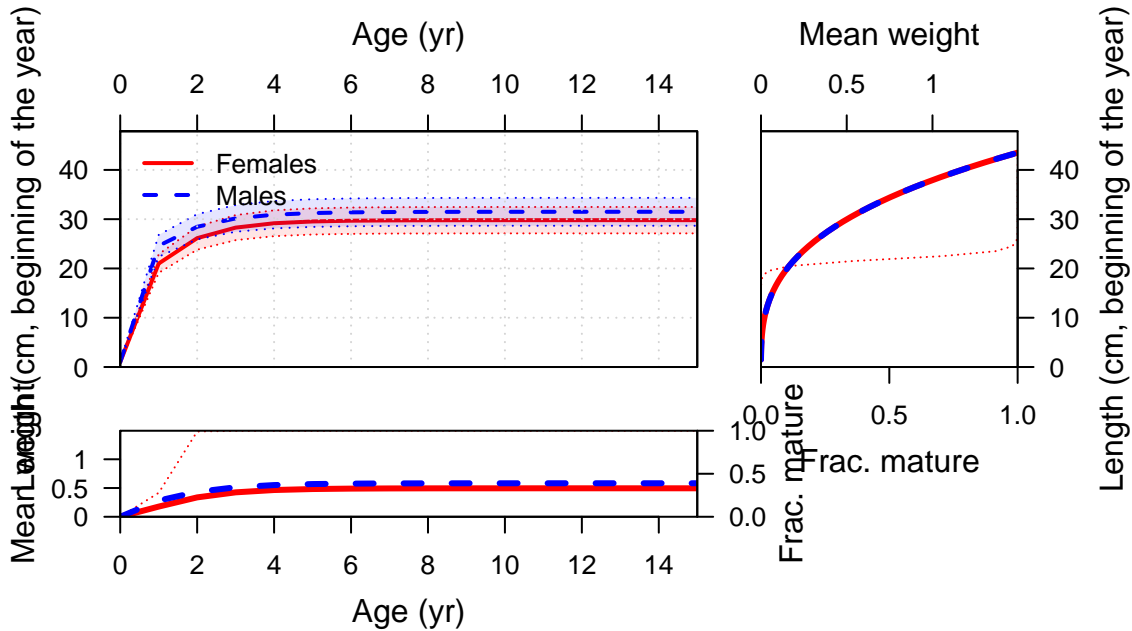 Age (yr)
Mean weight
0 2 4 6 8 10 12 14
0 0.5 1
Length (cm, beginning of the year)
40
30
20
10
0
Females
Males
40
30
20
10
0
Length (cm, beginning of the year)
0.0 0.5 1.0
Frac. mature
Mean weight
1
0.5
0
1.0
0.5
0.0
Frac. mature
0 2 4 6 8 10 12 14
Age (yr)